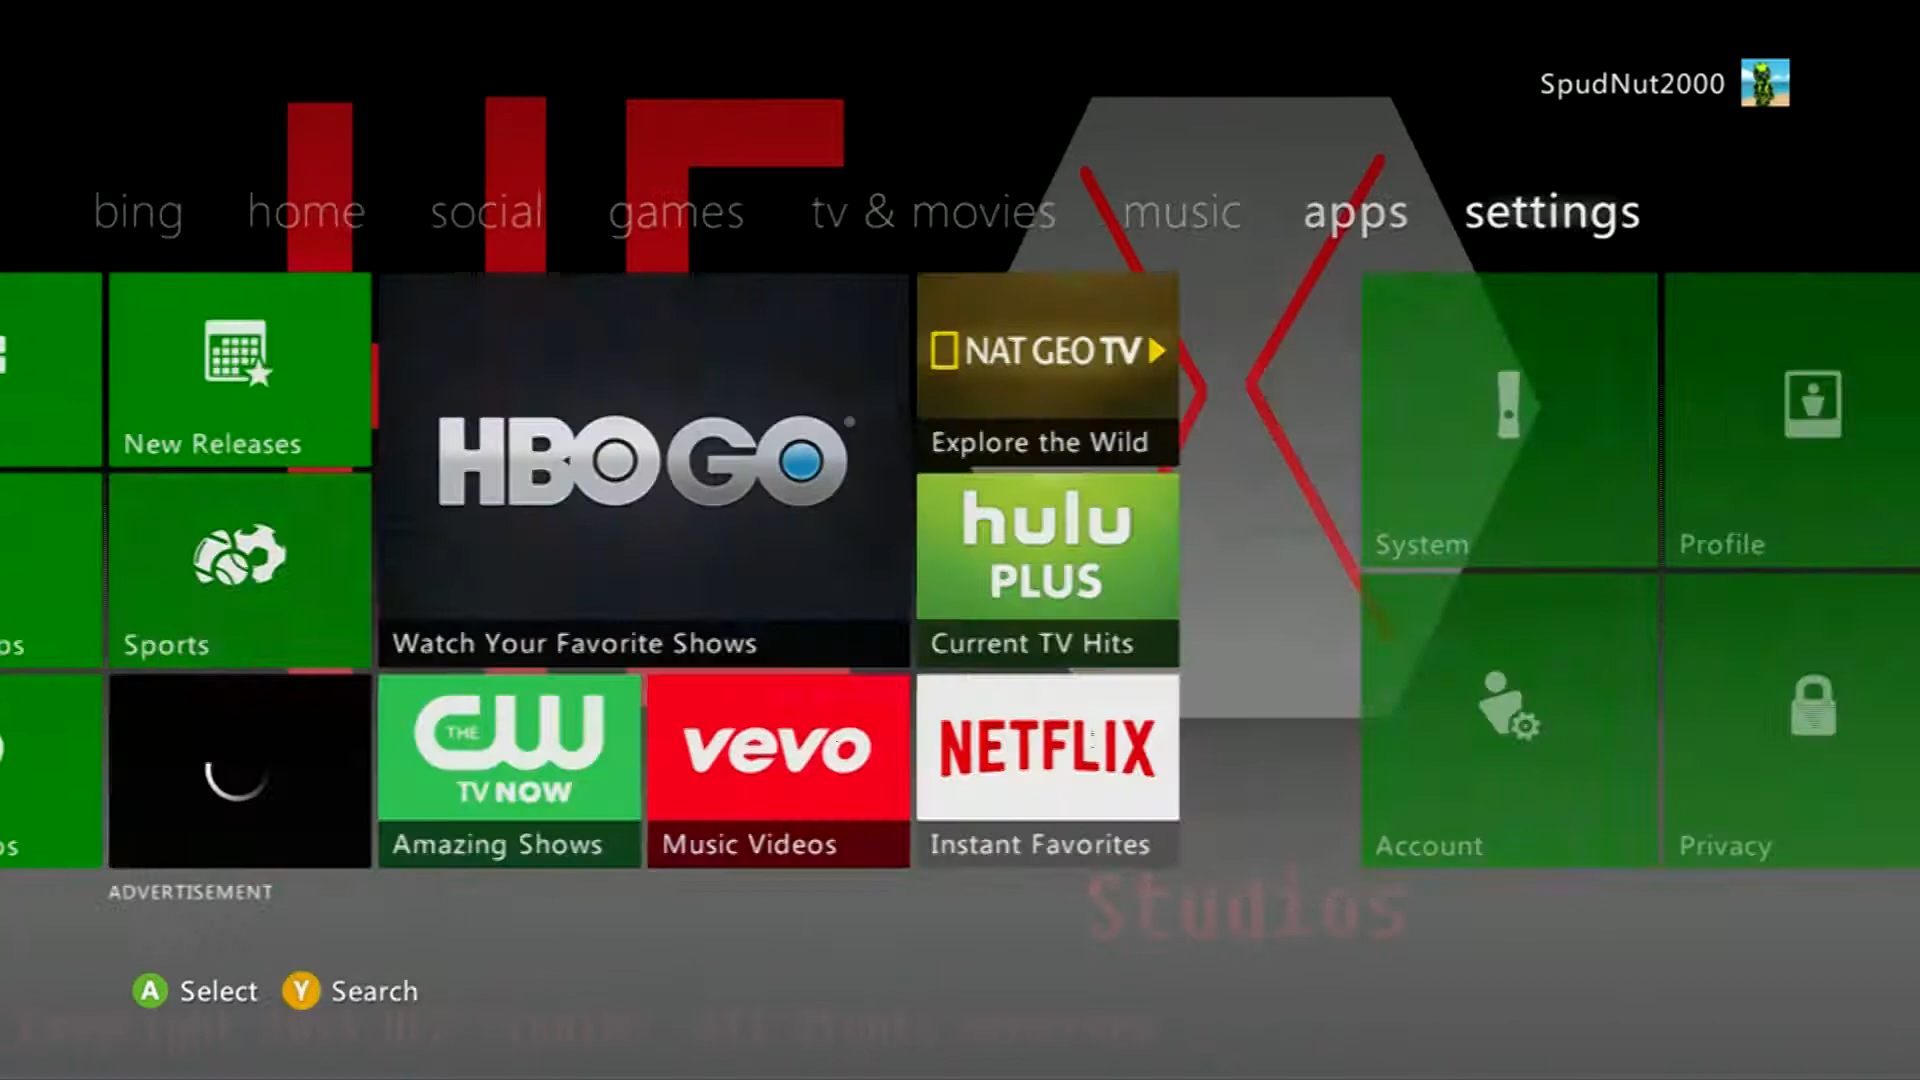 SpudNut2000
bing home social games tv & movies music apps settings
New Releases
HBO GO
NAT GEO TV
Explore the Wild
hulu
PLUS
System
Profile
os
Sports
Watch Your Favorite Shows
Current TV Hits
THE CW
TV NOW
vevo
NETFLIX
os
Amazing Shows
Music Videos
Instant Favorites
Account
Privacy
ADVERTISEMENT
Studios
A Select Y Search